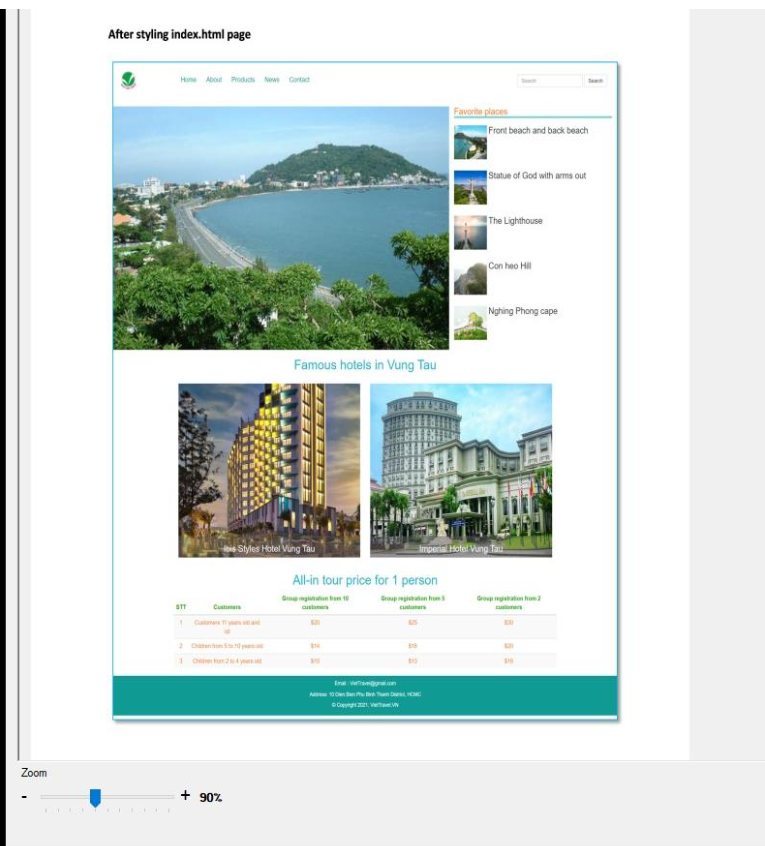 After styling index.html page
Home About Products News Contact
Search Search
Favorite places
Front beach and back beach
Statue of God with arms out
The Lighthouse
Con heo Hill
Nghing Phong cape
Famous hotels in Vung Tau
Ibis Styles Hotel Vung Tau Imperial Hotel Vung Tau
All-in tour price for 1 person
STT Customers Group registration from 10 customers Group registration from 5 customers Group registration from 2 customers
1 Customers 11 years old and up $20 $25 $30
2 Children from 5 to 10 years old $14 $20
3 Children from 2 to 4 years old $10 $13
Email : VietTravel@gmail.com
Address: 10 Dien Bien Phu Binh Thanh District, HCMC
© Copyright 2021, VietTravel.VN
Zoom
- + 90%